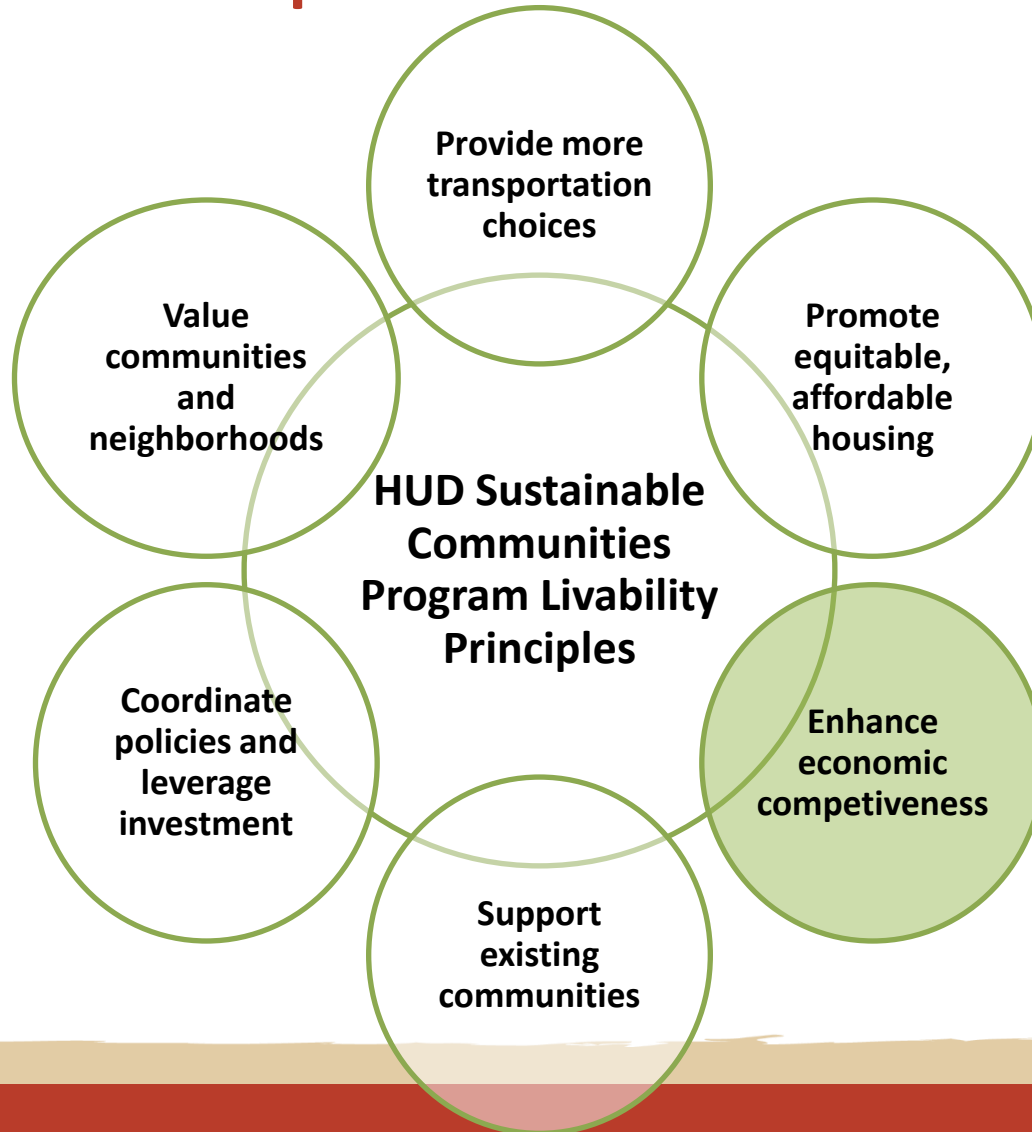 Provide more
transportation
choices
Value
communities
and
neighborhoods
Promote
equitable,
affordable
housing
HUD Sustainable
Communities
Program Livability
Principles
Coordinate
policies and
leverage
investment
Enhance
economic
competiveness
Support
existing
communities